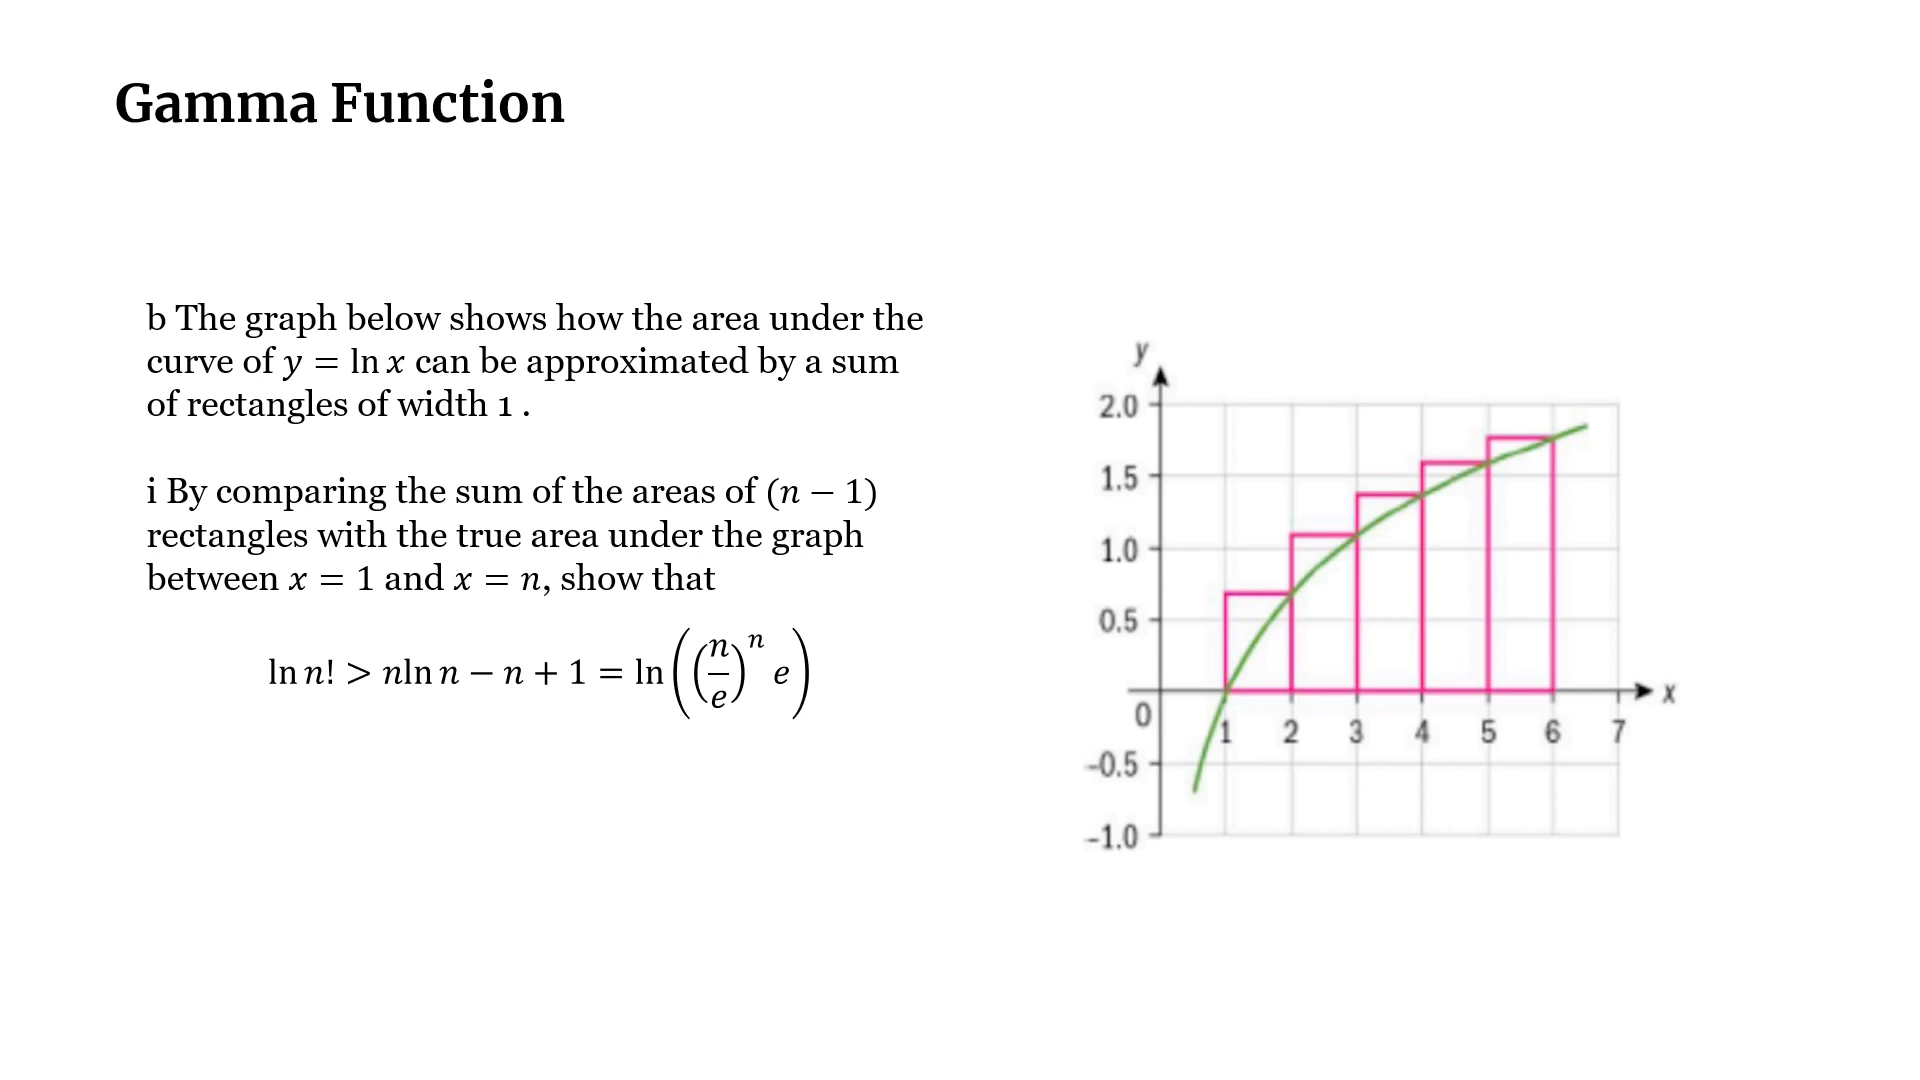 Gamma Function
b The graph below shows how the area under the
curve of y = ln x can be approximated by a sum
of rectangles of width 1 .
i By comparing the sum of the areas of (n − 1)
rectangles with the true area under the graph
between x = 1 and x = n, show that
ln n! > nln n − n + 1 = ln((n/e)^n e)
y
2.0
1.5
1.0
0.5
0
-0.5
-1.0
1 2 3 4 5 6 7
x